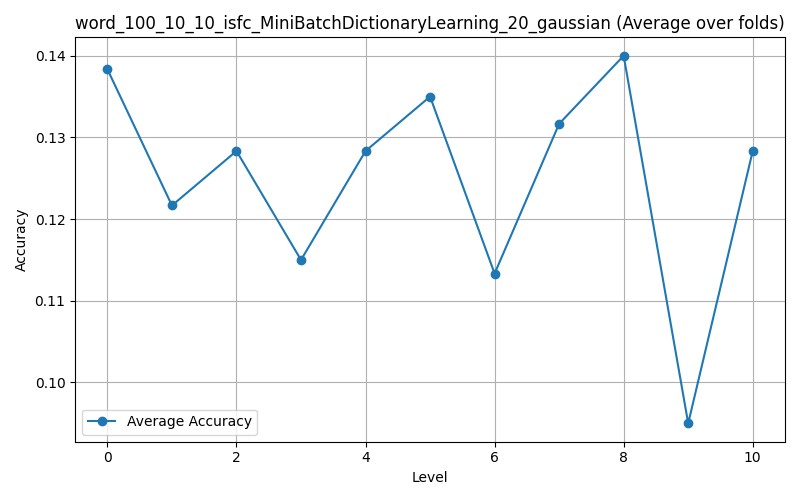 word_100_10_10_isfc_MiniBatchDictionaryLearning_20_gaussian (Average over folds)
0.14
0.13
0.12
0.11
0.10
Accuracy
Average Accuracy
0 2 4 6 8 10
Level